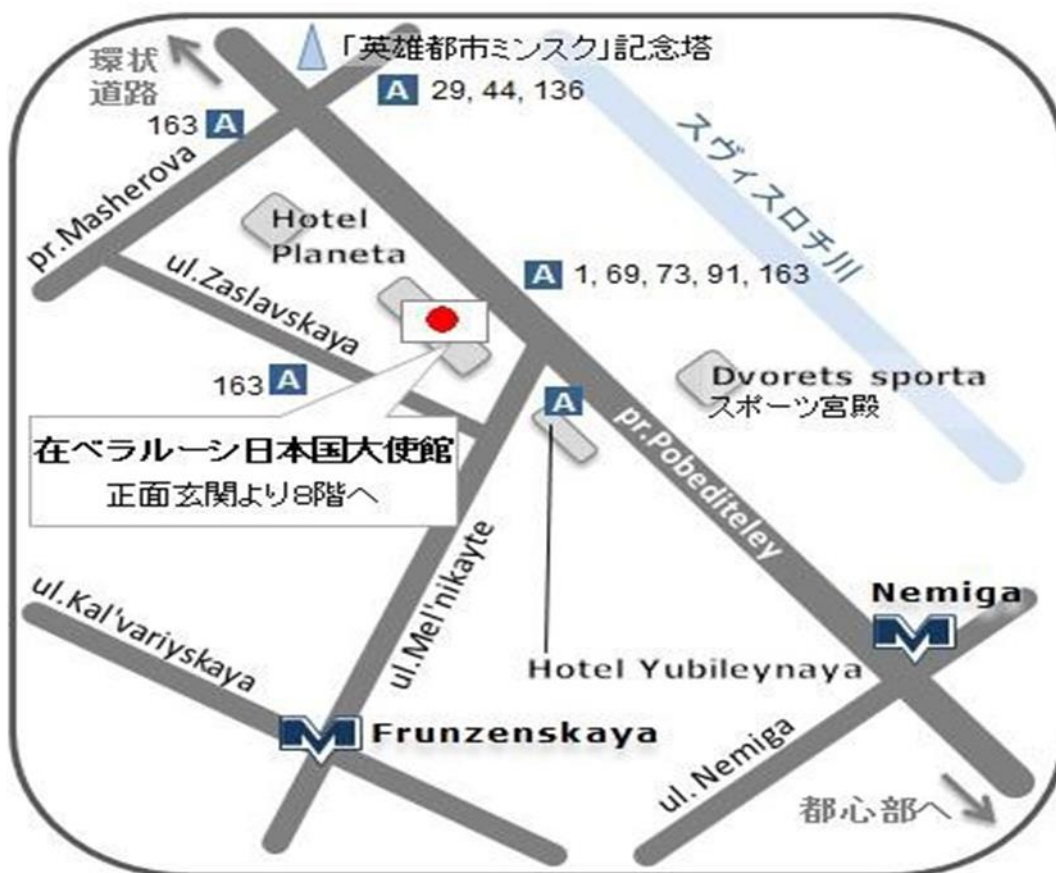 環状
道路
「英雄都市ミンスク」記念塔
A 29, 44, 136
163 A
pr.Masherova
スヴィスロチ川
Hotel
Planeta
ul.Zaslavskaya
A 1, 69, 73, 91, 163
163 A
Dvorets sporta
スポーツ宮殿
A
在ベラルーシ日本国大使館
正面玄関より8階へ
pr.Pobediteley
ul.Mel'nikayte
ul.Kal'variyskaya
Nemiga
M
Hotel Yubileynaya
M Frunzenskaya
ul.Nemiga
都心部へ